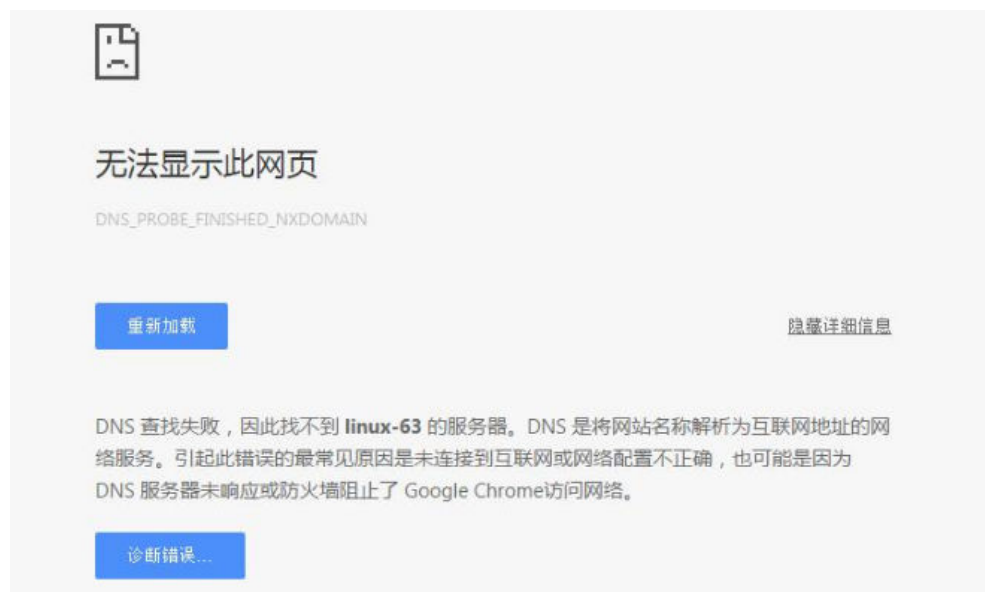 无法显示此网页
DNS_PROBE_FINISHED_NXDOMAIN
重新加载
隐藏详细信息
DNS 查找失败，因此找不到 linux-63 的服务器。DNS 是将网站名称解析为互联网地址的网
络服务。引起此错误的最常见原因是未连接到互联网或网络配置不正确，也可能是因为
DNS 服务器未响应或防火墙阻止了 Google Chrome访问网络。
诊断错误...